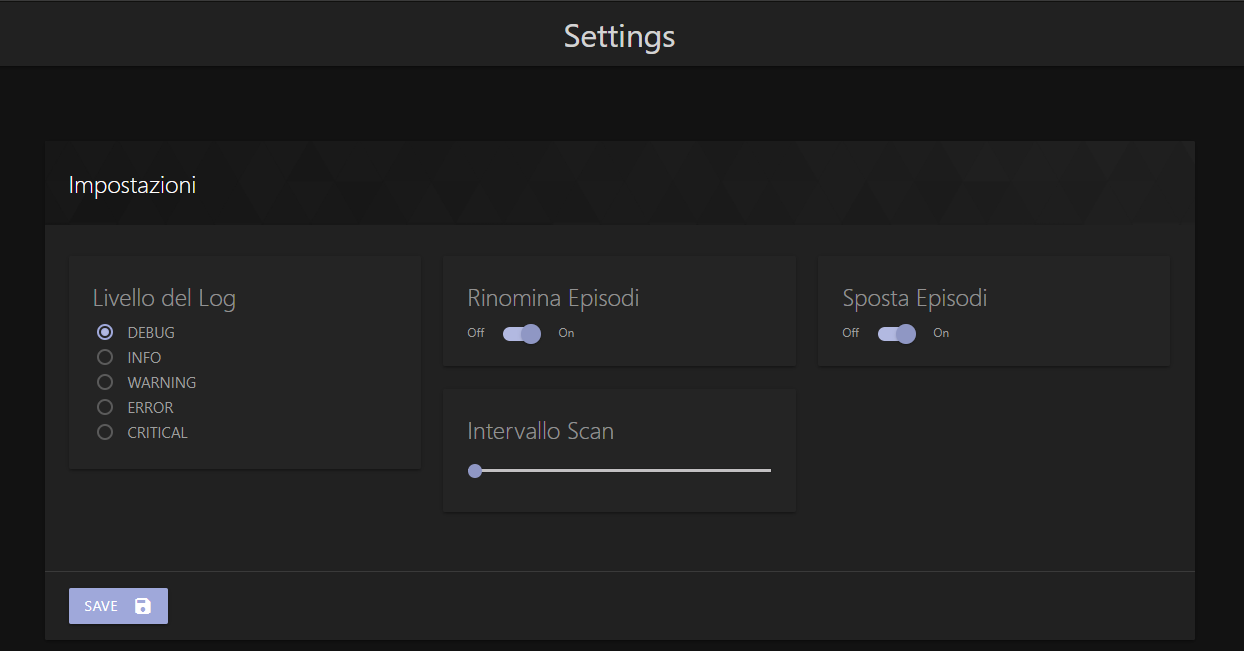 Settings
Impostazioni
Livello del Log
DEBUG
INFO
WARNING
ERROR
CRITICAL
Rinomina Episodi
Off On
Sposta Episodi
Off On
Intervallo Scan
SAVE